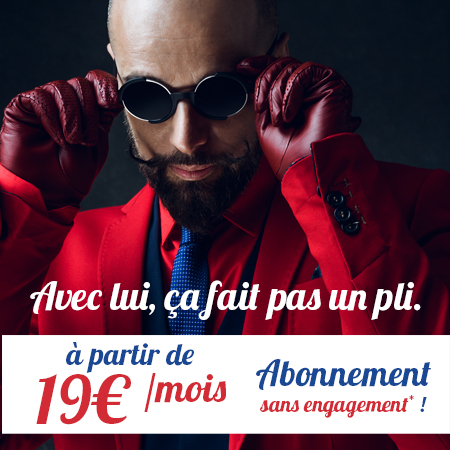 Avec lui, ça fait pas un pli.
à partir de
19€ /mois
Abonnement
sans engagement* !